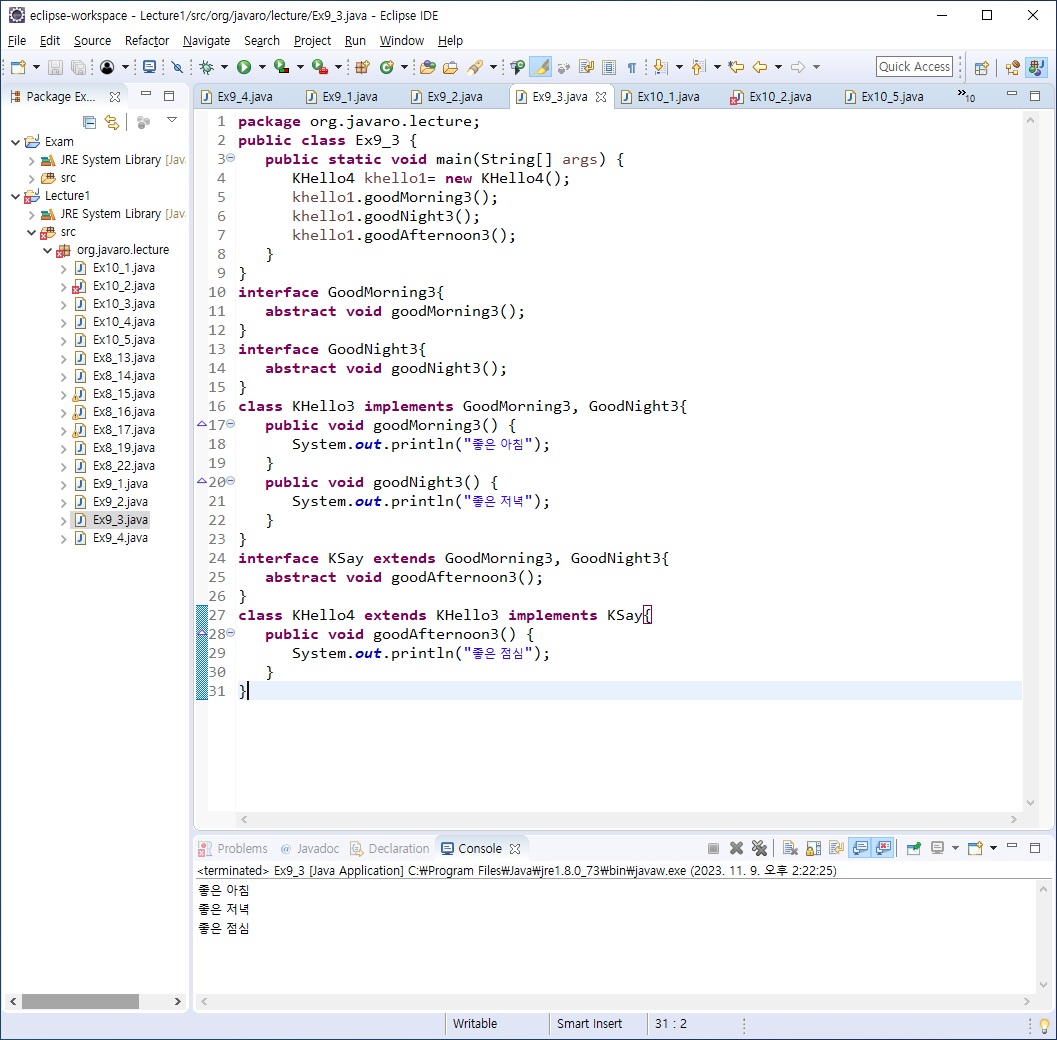 eclipse-workspace - Lecture1/src/org/javaro/lecture/Ex9_3.java - Eclipse IDE
File Edit Source Refactor Navigate Search Project Run Window Help
Quick Access
Package Ex...
Exam
JRE System Library [Jav
src
Lecture1
JRE System Library [Jav
src
org.javaro.lecture
Ex10_1.java
Ex10_2.java
Ex10_3.java
Ex10_4.java
Ex10_5.java
Ex8_13.java
Ex8_14.java
Ex8_15.java
Ex8_16.java
Ex8_17.java
Ex8_19.java
Ex8_22.java
Ex9_1.java
Ex9_2.java
Ex9_3.java
Ex9_4.java
Ex9_4.java Ex9_1.java Ex9_2.java Ex9_3.java Ex10_1.java Ex10_2.java Ex10_5.java »10
1 package org.javaro.lecture;
2 public class Ex9_3 {
3 public static void main(String[] args) {
4 KHello4 khello1= new KHello4();
5 khello1.goodMorning3();
6 khello1.goodNight3();
7 khello1.goodAfternoon3();
8 }
9 }
10 interface GoodMorning3{
11 abstract void goodMorning3();
12 }
13 interface GoodNight3{
14 abstract void goodNight3();
15 }
16 class KHello3 implements GoodMorning3, GoodNight3{
17 public void goodMorning3() {
18 System.out.println("좋은 아침");
19 }
20 public void goodNight3() {
21 System.out.println("좋은 저녁");
22 }
23 }
24 interface KSay extends GoodMorning3, GoodNight3{
25 abstract void goodAfternoon3();
26 }
27 class KHello4 extends KHello3 implements KSay{
28 public void goodAfternoon3() {
29 System.out.println("좋은 점심");
30 }
31 }
Problems @ Javadoc Declaration Console
<terminated> Ex9_3 [Java Application] C:₩Program Files₩Java₩jre1.8.0_73₩bin₩javaw.exe (2023. 11. 9. 오후 2:22:25)
좋은 아침
좋은 저녁
좋은 점심
Writable Smart Insert 31 : 2